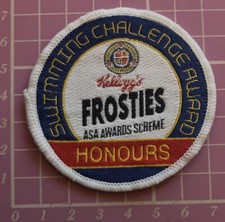 SWIMMING CHALLENGE AWARD
Kellogg's
FROSTIES
ASA AWARDS SCHEME
HONOURS